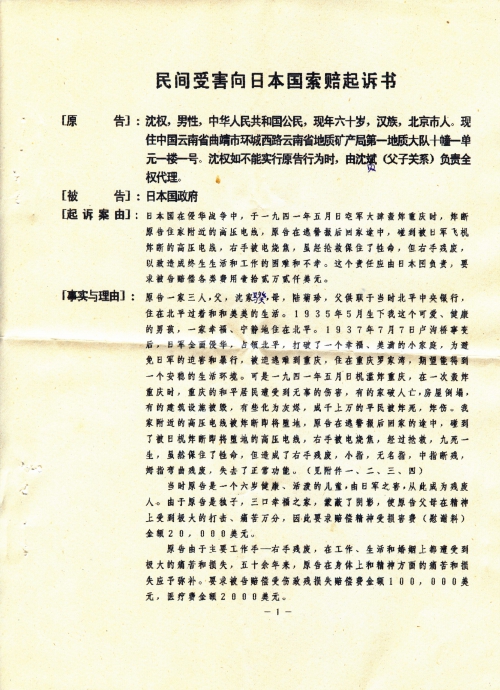 民间受害向日本国索赔起诉书
[原 告]：沈权，男性，中华人民共和国公民，现年六十岁，汉族，北京市人。现
住中国云南省曲靖市环城西路云南省地质矿产局第一地质大队十幢一单
元一楼一号。沈权如不能实行原告行为时，由沈斌（父子关系）负责全
权代理。
[被 告]：日本国政府
[起诉案由]：日本国在侵华战争中，于一九四一年五月日宅军大肆轰炸重庆时，炸断
原告住家附近的高压电线，原告在逃警报后回家途中，碰到被日军飞机
炸断的高压电线，右手被电烧焦，虽经抢救保住了性命，但右手残废，
以致造成终生生活和工作的困难和不幸。这个责任应由日本国负责，要
求被告赔偿各类费用壹拾贰万贰仟美元。
[事实与理由]：原告一家三人，父，沈家 ，母，陆菊珍，父供职于当时北平中央银行，
住在北平过着和和美美的生活。1935年5月生下我这个可爱、健康
的男孩，一家幸福、宁静地住在北平。1937年7月7日卢沟桥事变
后，日军全面侵华，占领北平，打破了一个幸福、美满的小家庭，为避
免日军的迫害和暴行，被迫逃难到重庆，住在重庆罗家湾，期望能得到
一个安稳的生活环境。可是一九四一年五月日机滥炸重庆，在一次轰炸
重庆时，重庆的和平居民遭受到无事的伤害，有的家破人亡，房屋倒塌，
有的建筑设施被毁，有些化为灰烬，成千上万的平民被炸死，炸伤。我
家附近的高压电线被炸断即将堕地，原告在逃警报后回家的途中，碰到
了被日机炸断即将堕地的高压电线，右手被电烧焦，经过抢救，九死一
生，虽然保住了性命，但造成了右手残废，小指，无名指，中指断残，
姆指弯曲残废，失去了正常功能。（见附件一、二、三、四）
当时原告是一个六岁健康、活泼的儿童，由日军之害，从此成为残废
人。由于原告是独子，三口幸福之家，蒙蔽了阴影，使原告父母在精神
上受到极大的打击、痛苦万分，因此要求赔偿精神受损害费（慰谢料）
金额20，000美元。
原告由于主要工作手—右手残废，在工作、生活和婚姻上都遭受到
极大的痛苦和损失，五十余年来，原告在身体上和精神方面的痛苦和损
失应予弥补。要求被告赔偿受伤致残损失赔偿费金额100，000美
元，医疗费金额2000美元。
— 1 —